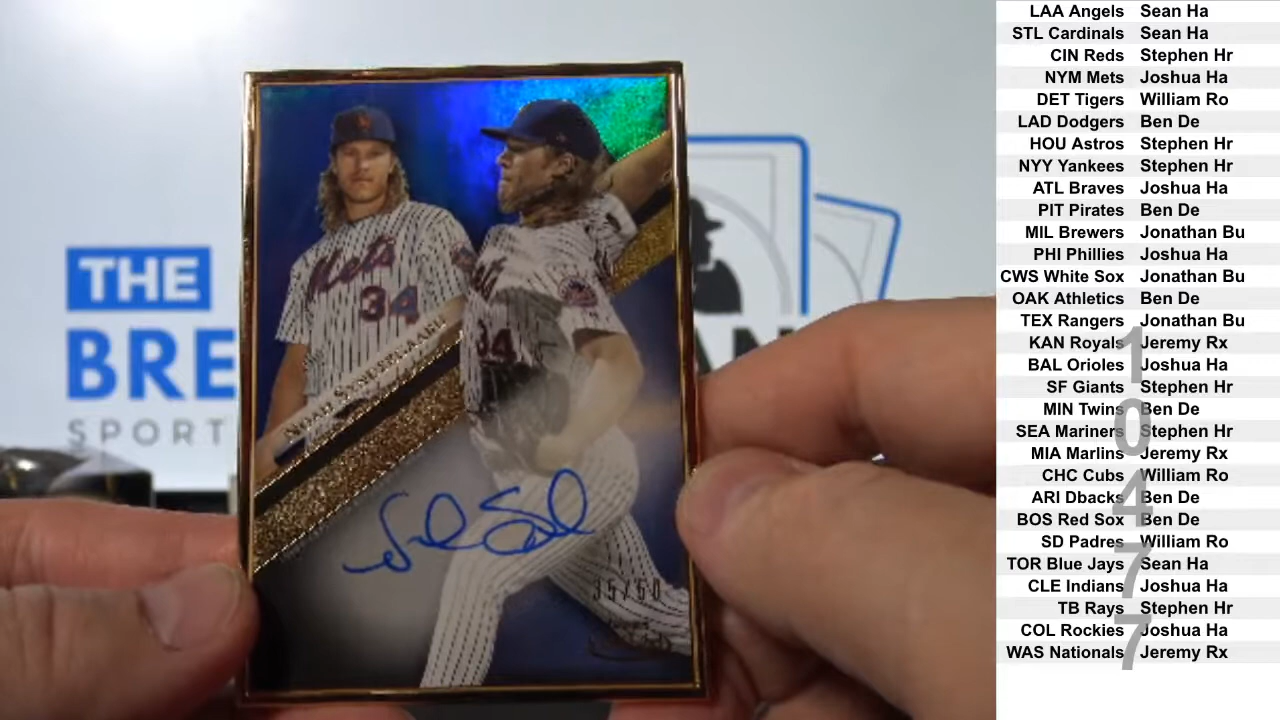 THE
BRE
SPORT
AN
Mets
34
34
NOAH SYNDERGAARD
35/50
LAA Angels Sean Ha
STL Cardinals Sean Ha
CIN Reds Stephen Hr
NYM Mets Joshua Ha
DET Tigers William Ro
LAD Dodgers Ben De
HOU Astros Stephen Hr
NYY Yankees Stephen Hr
ATL Braves Joshua Ha
PIT Pirates Ben De
MIL Brewers Jonathan Bu
PHI Phillies Joshua Ha
CWS White Sox Jonathan Bu
OAK Athletics Ben De
TEX Rangers Jonathan Bu
KAN Royals Jeremy Rx
BAL Orioles Joshua Ha
SF Giants Stephen Hr
MIN Twins Ben De
SEA Mariners Stephen Hr
MIA Marlins Jeremy Rx
CHC Cubs William Ro
ARI Dbacks Ben De
BOS Red Sox Ben De
SD Padres William Ro
TOR Blue Jays Sean Ha
CLE Indians Joshua Ha
TB Rays Stephen Hr
COL Rockies Joshua Ha
WAS Nationals Jeremy Rx
10477